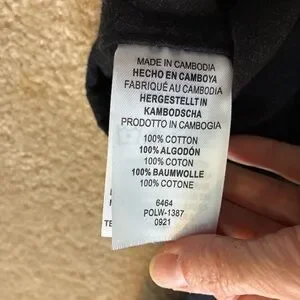 MADE IN CAMBODIA
HECHO EN CAMBOYA
FABRIQUÉ AU CAMBODIA
HERGESTELLT IN
KAMBODSCHA
PRODOTTO IN CAMBOGIA
100% COTTON
100% ALGODÓN
100% COTON
100% BAUMWOLLE
100% COTONE
6464
POLW-1387
0921